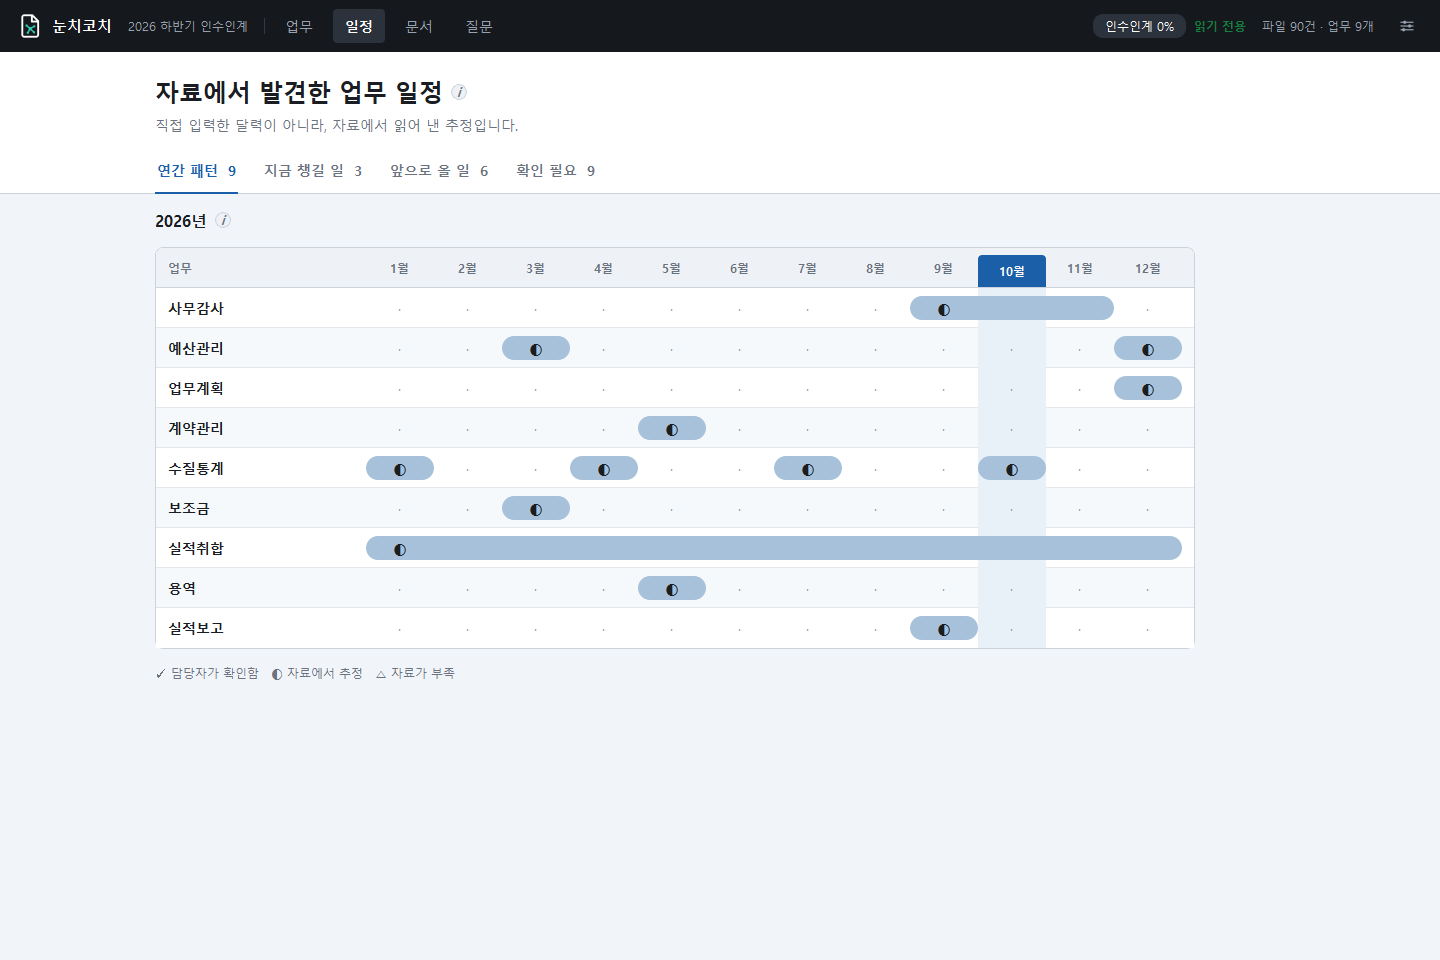 눈치코치 2026 하반기 인수인계 업무 일정 문서 질문 인수인계 0% 읽기 전용 파일 90건 · 업무 9개
자료에서 발견한 업무 일정 i
직접 입력한 달력이 아니라, 자료에서 읽어 낸 추정입니다.
연간 패턴 9 지금 챙길 일 3 앞으로 올 일 6 확인 필요 9
2026년 i
업무 1월 2월 3월 4월 5월 6월 7월 8월 9월 10월 11월 12월
사무감사
예산관리
업무계획
계약관리
수질통계
보조금
실적취합
용역
실적보고
✓ 담당자가 확인함 ◐ 자료에서 추정 △ 자료가 부족